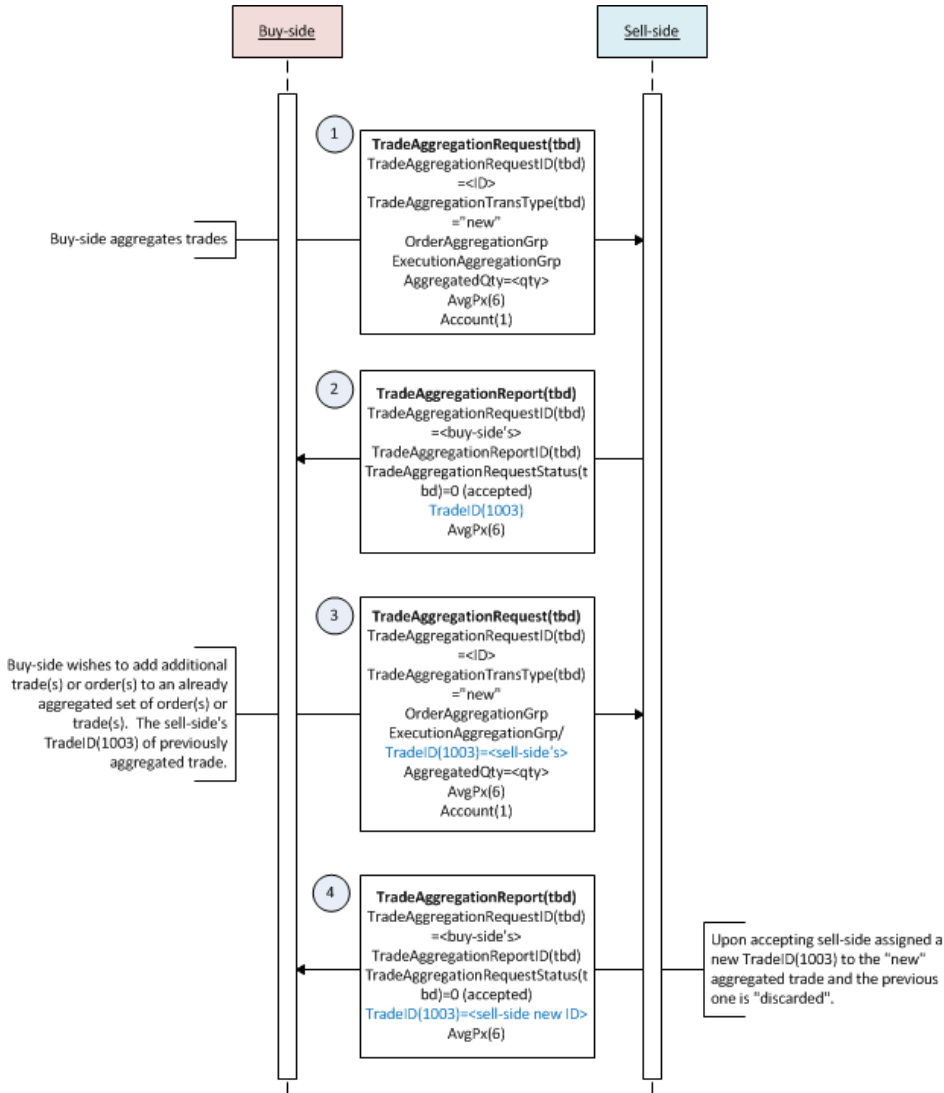 Buy-side
Sell-side
1
TradeAggregationRequest(tbd)
TradeAggregationRequestID(tbd)
=<ID>
TradeAggregationTransType(tbd)
="new"
OrderAggregationGrp
ExecutionAggregationGrp
AggregatedQty=<qty>
AvgPx(6)
Account(1)
Buy-side aggregates trades
2
TradeAggregationReport(tbd)
TradeAggregationRequestID(tbd)
=<buy-side's>
TradeAggregationReportID(tbd)
TradeAggregationRequestStatus(t
bd)=0 (accepted)
TradeID(1003)
AvgPx(6)
3
TradeAggregationRequest(tbd)
TradeAggregationRequestID(tbd)
=<ID>
TradeAggregationTransType(tbd)
="new"
OrderAggregationGrp
ExecutionAggregationGrp/
TradeID(1003)=<sell-side's>
AggregatedQty=<qty>
AvgPx(6)
Account(1)
Buy-side wishes to add additional
trade(s) or order(s) to an already
aggregated set of order(s) or
trade(s).  The sell-side's
TradeID(1003) of previously
aggregated trade.
4
TradeAggregationReport(tbd)
TradeAggregationRequestID(tbd)
=<buy-side's>
TradeAggregationReportID(tbd)
TradeAggregationRequestStatus(t
bd)=0 (accepted)
TradeID(1003)=<sell-side new ID>
AvgPx(6)
Upon accepting sell-side assigned a
new TradeID(1003) to the "new"
aggregated trade and the previous
one is "discarded".